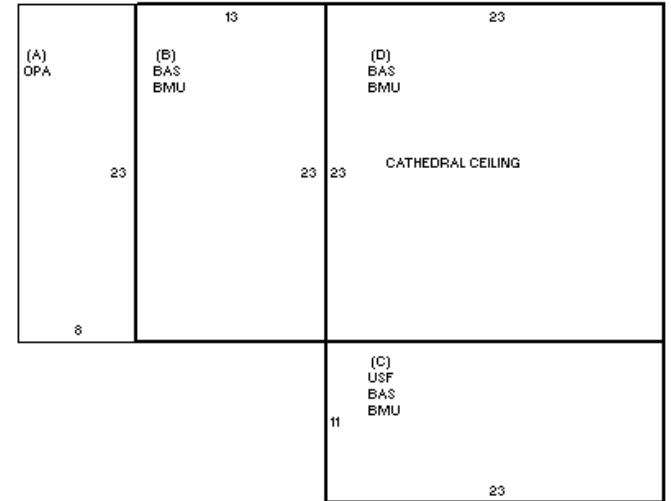 13
23
(A)
OPA
(B)
BAS
BMU
(D)
BAS
BMU
CATHEDRAL CEILING
23
23
23
8
(C)
USF
BAS
BMU
11
23